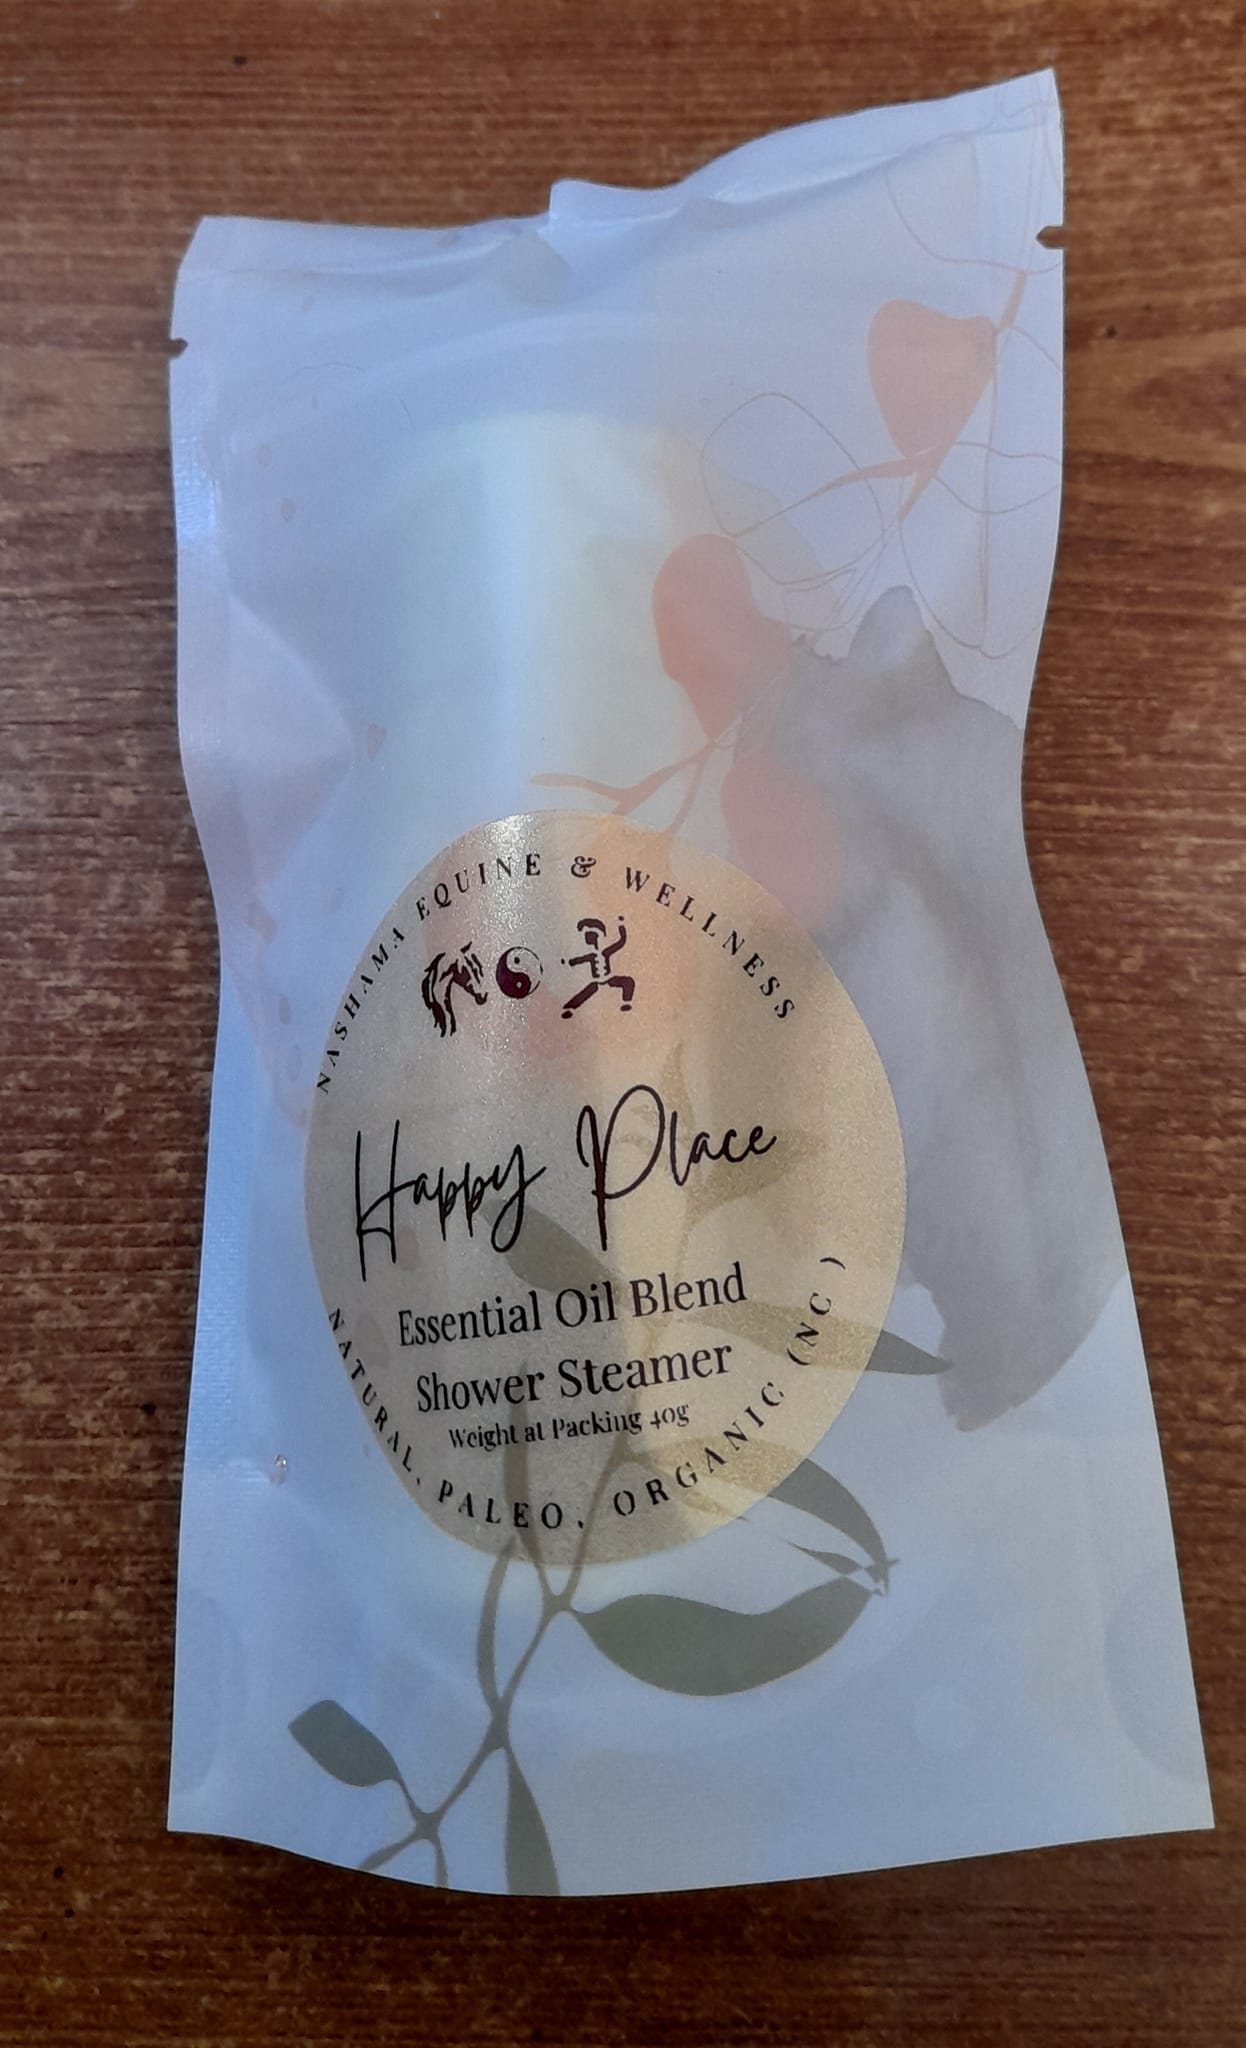 NASHAMA EQUINE & WELLNESS
Happy Place
Essential Oil Blend
Shower Steamer
Weight at Packing 40g
NATURAL, PALEO, ORGANIC (NC)